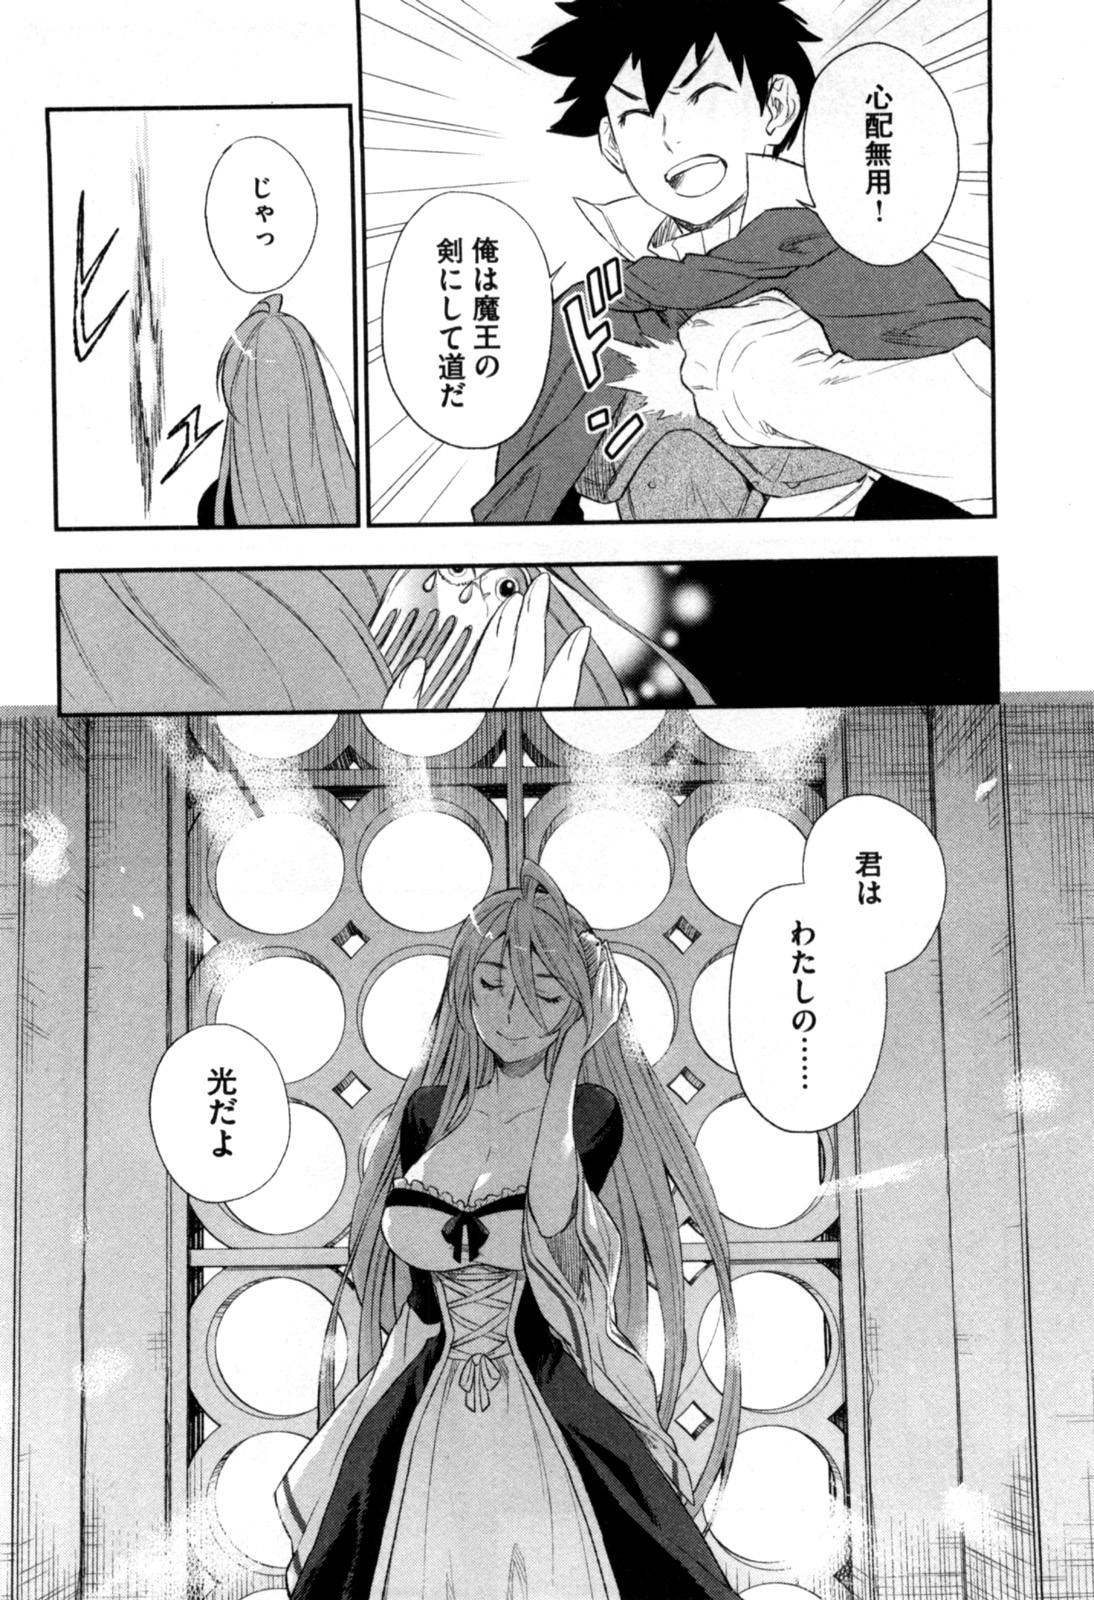 心配無用！
俺は魔王の
剣にして道だ
ドン
じゃっ
ヒュ
君は
わたしの……
光だよ